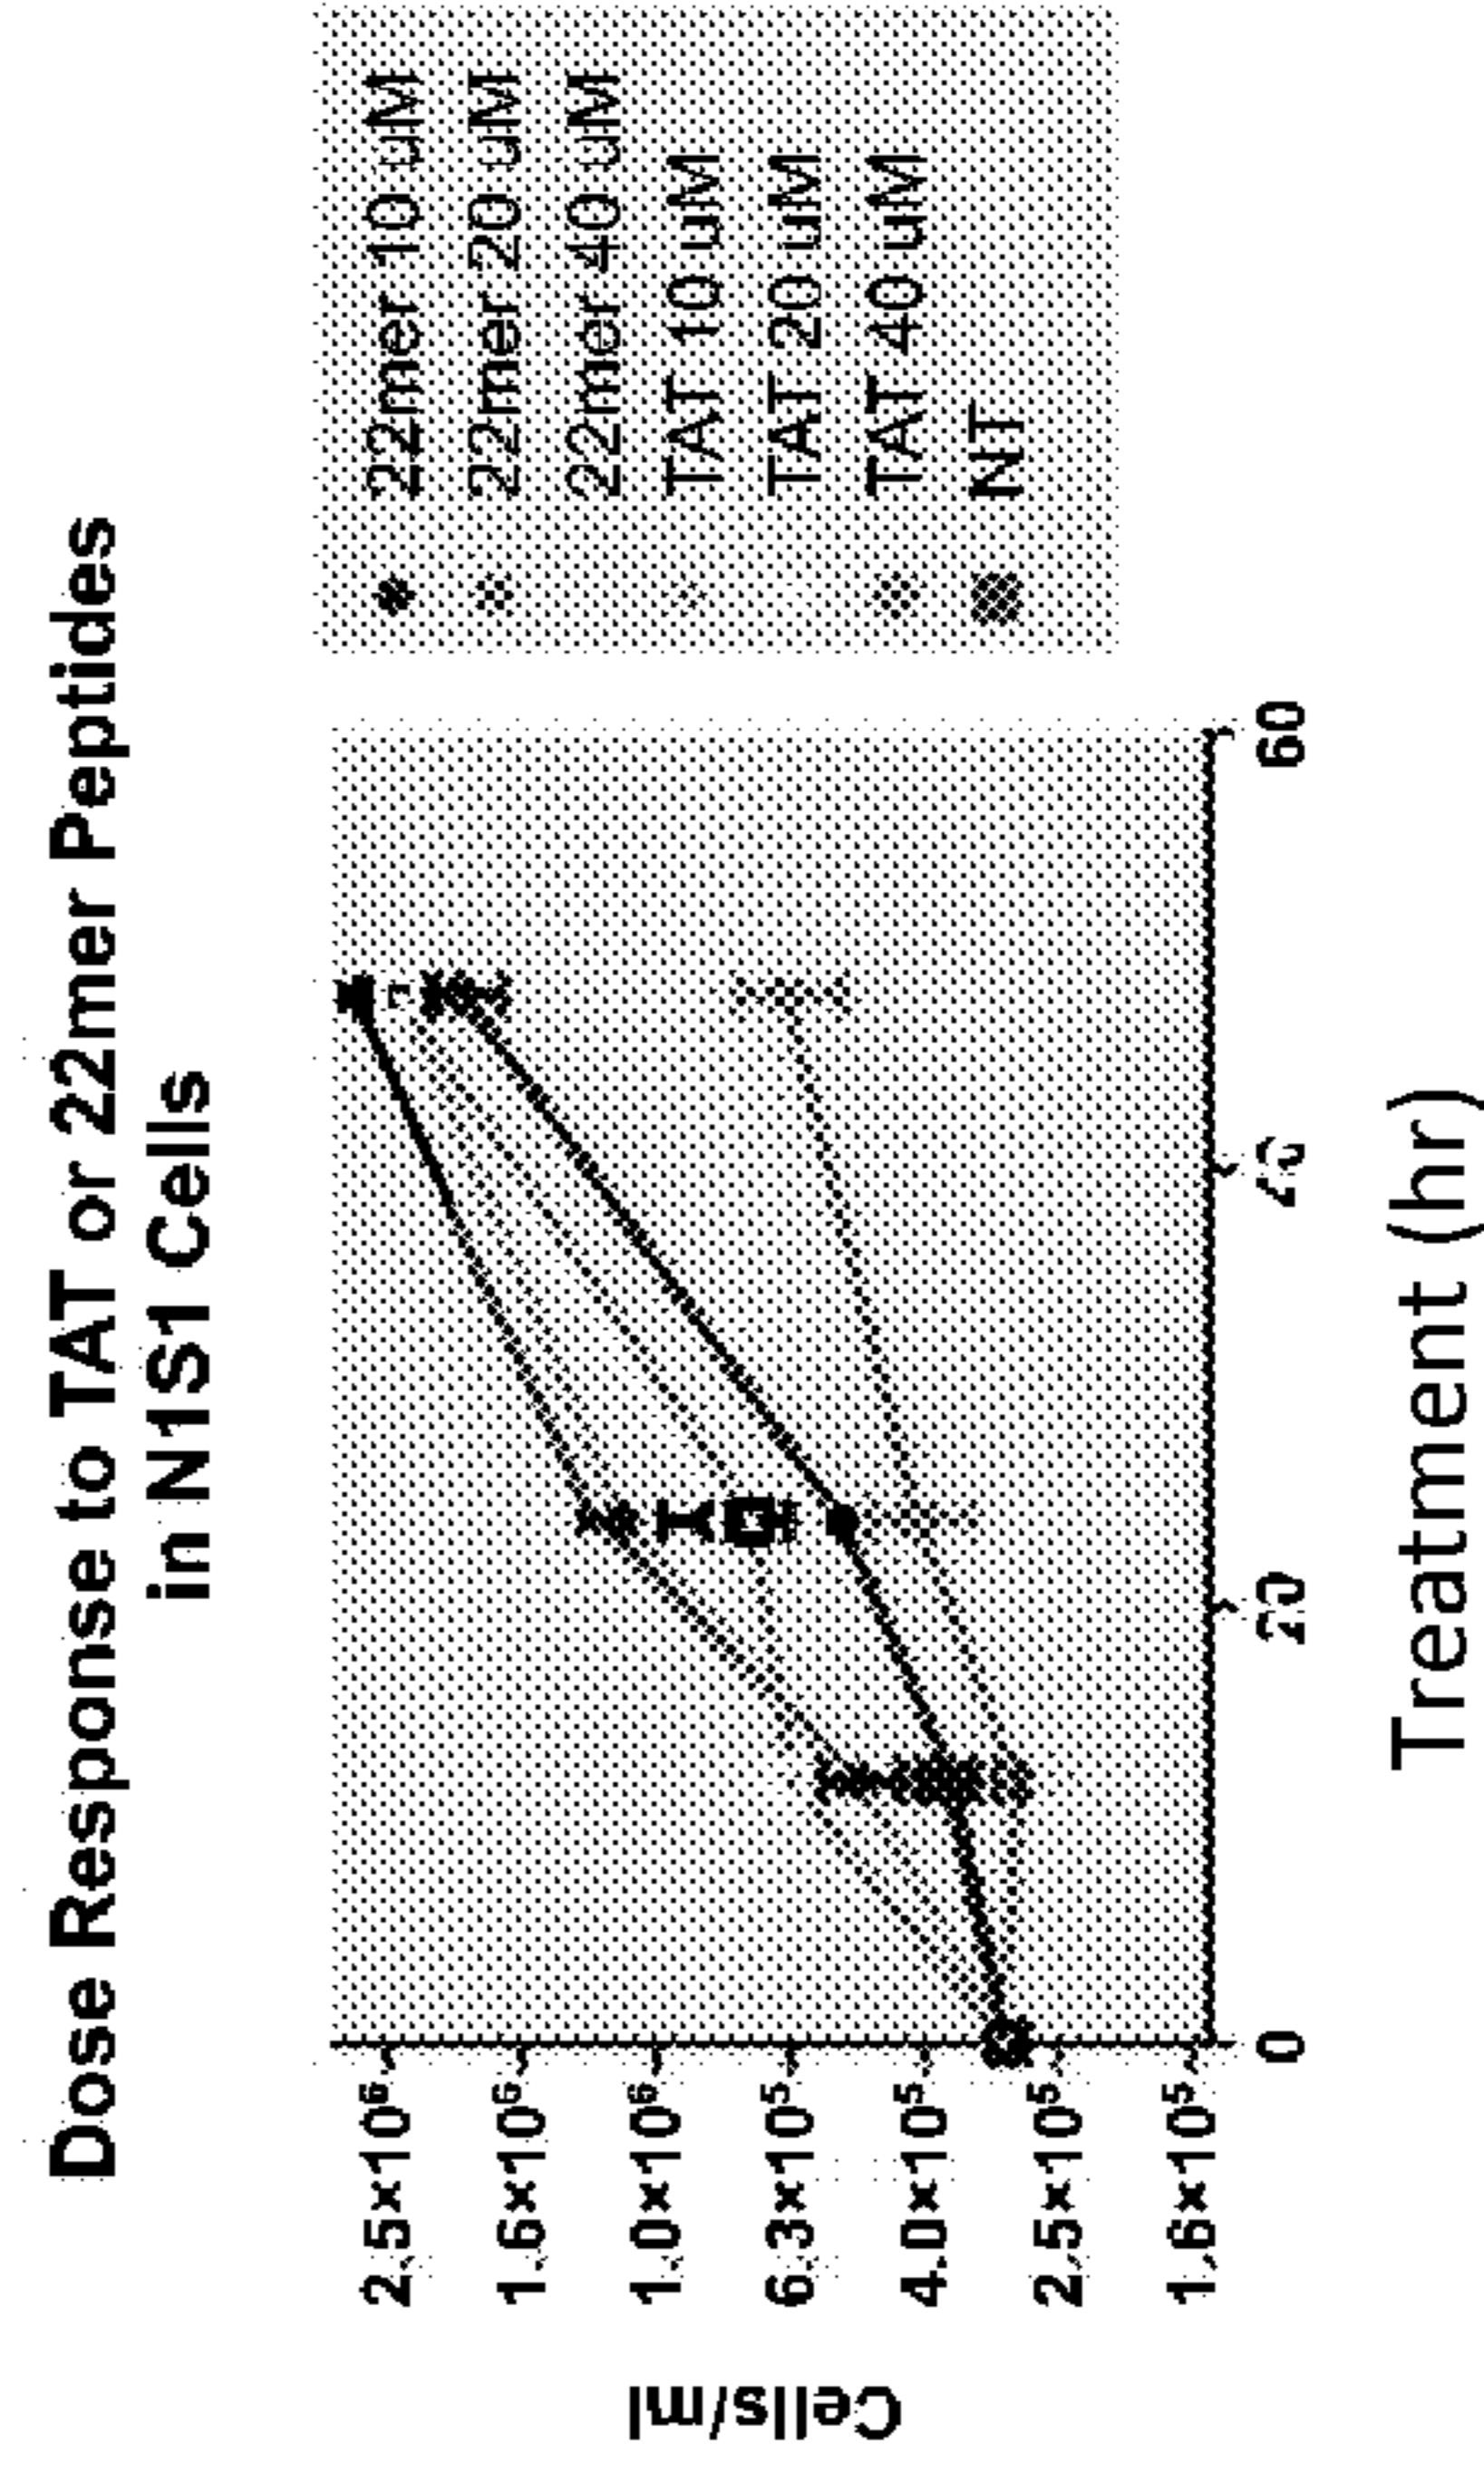 Dose Response to TAT or 22mer Peptides
in N1S1 Cells
Cells/ml
2.5×10⁶
1.6×10⁶
1.0×10⁶
6.3×10⁵
4.0×10⁵
2.5×10⁵
1.6×10⁵
0
20
60
Treatment (hr)
22mer 10 uM
22mer 20 uM
22mer 40 uM
TAT 10 uM
TAT 20 uM
TAT 40 uM
NT